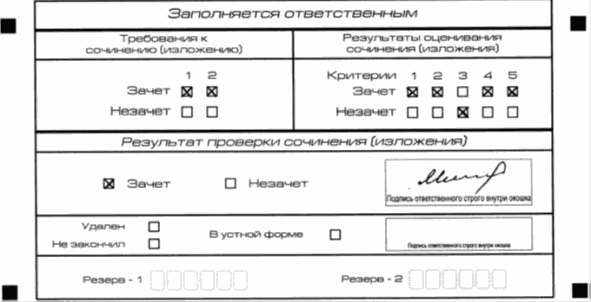 Заполняется ответственным
Требования к сочинению (изложению)
1 2
Зачет
Незачет
Результаты оценивания сочинения (изложения)
Критерии 1 2 3 4 5
Зачет
Незачет
Результат проверки сочинения (изложения)
Зачет Незачет
Подпись ответственного строго внутри окошка
Удален
Не закончил
В устной форме
Подпись ответственного строго внутри окошка
Резерв - 1
Резерв - 2